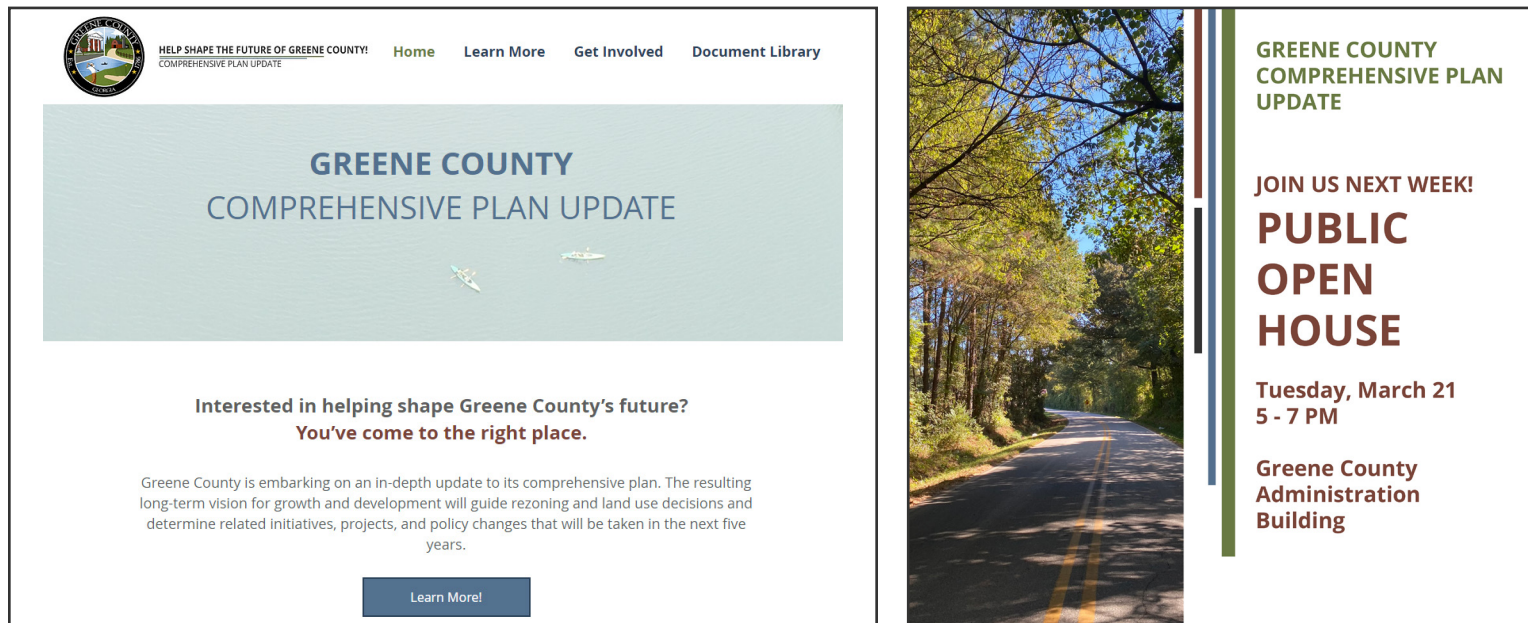 GREENE COUNTY
EST.
1786
GEORGIA
HELP SHAPE THE FUTURE OF GREENE COUNTY!
COMPREHENSIVE PLAN UPDATE
Home
Learn More
Get Involved
Document Library
GREENE COUNTY
COMPREHENSIVE PLAN UPDATE
Interested in helping shape Greene County’s future?
You’ve come to the right place.
Greene County is embarking on an in-depth update to its comprehensive plan. The resulting
long-term vision for growth and development will guide rezoning and land use decisions and
determine related initiatives, projects, and policy changes that will be taken in the next five
years.
Learn More!
GREENE COUNTY
COMPREHENSIVE PLAN
UPDATE
JOIN US NEXT WEEK!
PUBLIC
OPEN
HOUSE
Tuesday, March 21
5 - 7 PM
Greene County
Administration
Building